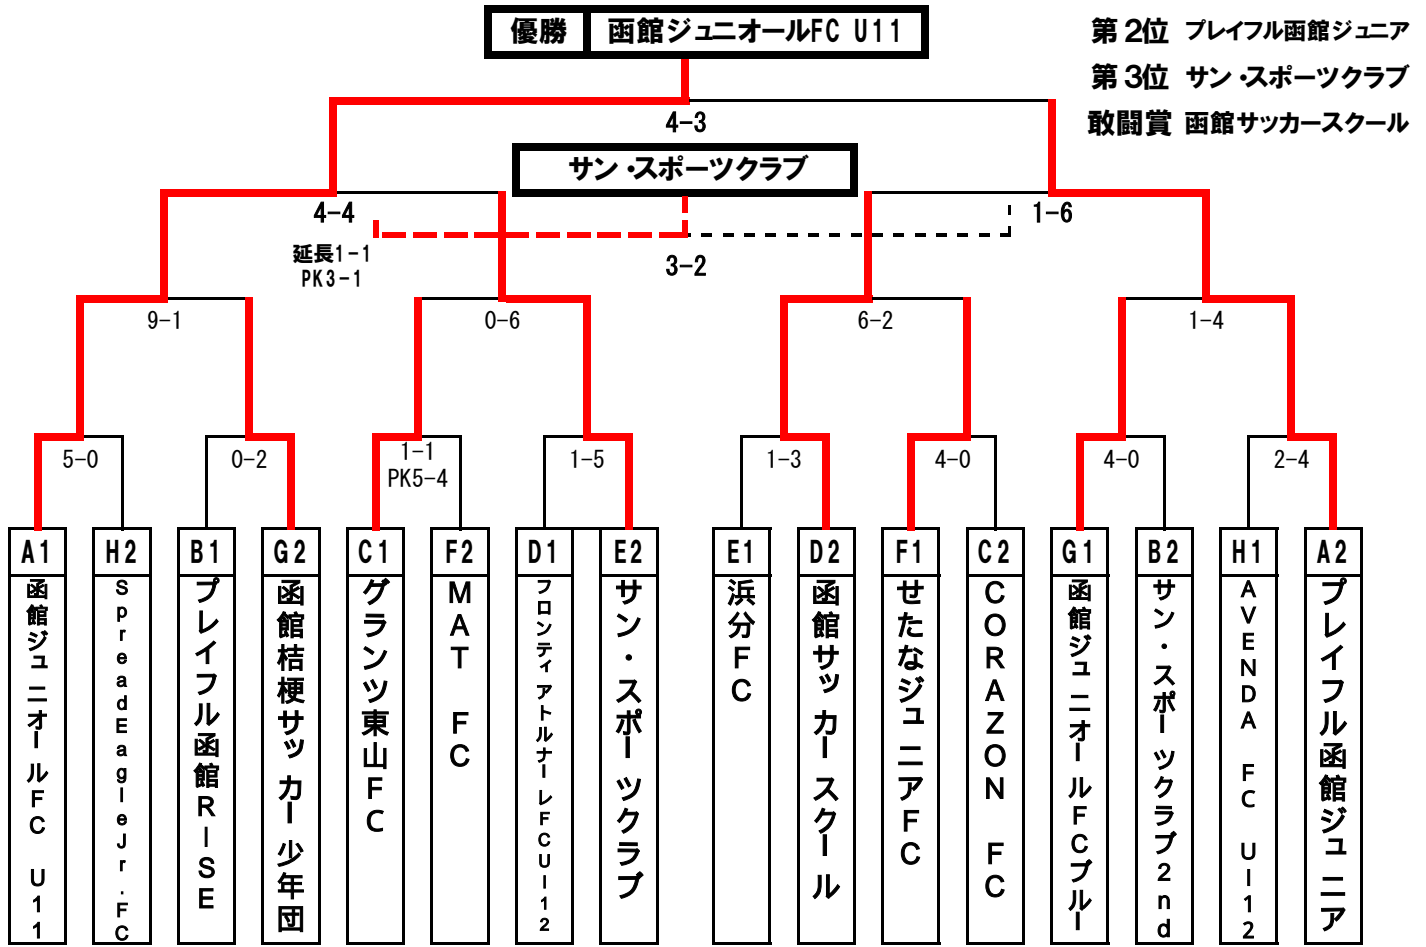 優勝 函館ジュニオールFC U11
第2位 プレイフル函館ジュニア
第3位 サン・スポーツクラブ
敢闘賞 函館サッカースクール
4-3
サン・スポーツクラブ
4-4
1-6
延長1-1
PK3-1
3-2
9-1
0-6
6-2
1-4
5-0
0-2
1-1
PK5-4
1-5
1-3
4-0
4-0
2-4
A1
函館ジュニオールFC U11
H2
SpreadEagleJr.FC
B1
プレイフル函館RISE
G2
函館桔梗サッカー少年団
C1
グランツ東山FC
F2
MAT FC
D1
フロンティアトルナーレFCU12
E2
サン・スポーツクラブ
E1
浜分FC
D2
函館サッカースクール
F1
せたなジュニアFC
C2
CORAZON FC
G1
函館ジュニオールFCブルー
B2
サン・スポーツクラブ2nd
H1
AVENDA FC U12
A2
プレイフル函館ジュニア